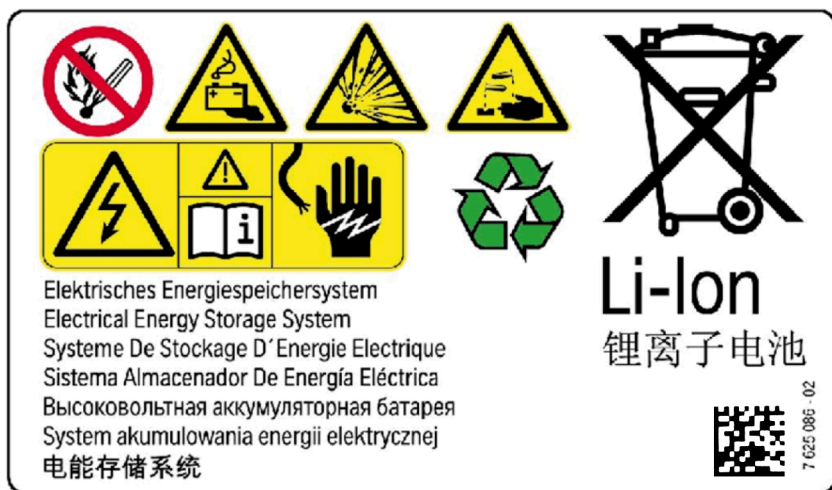 i
Elektrisches Energiespeichersystem
Electrical Energy Storage System
Systeme De Stockage D´Energie Electrique
Sistema Almacenador De Energía Eléctrica
Высоковольтная аккумуляторная батарея
System akumulowania energii elektrycznej
电能存储系统
Li-Ion
锂离子电池
7 625 086 - 02